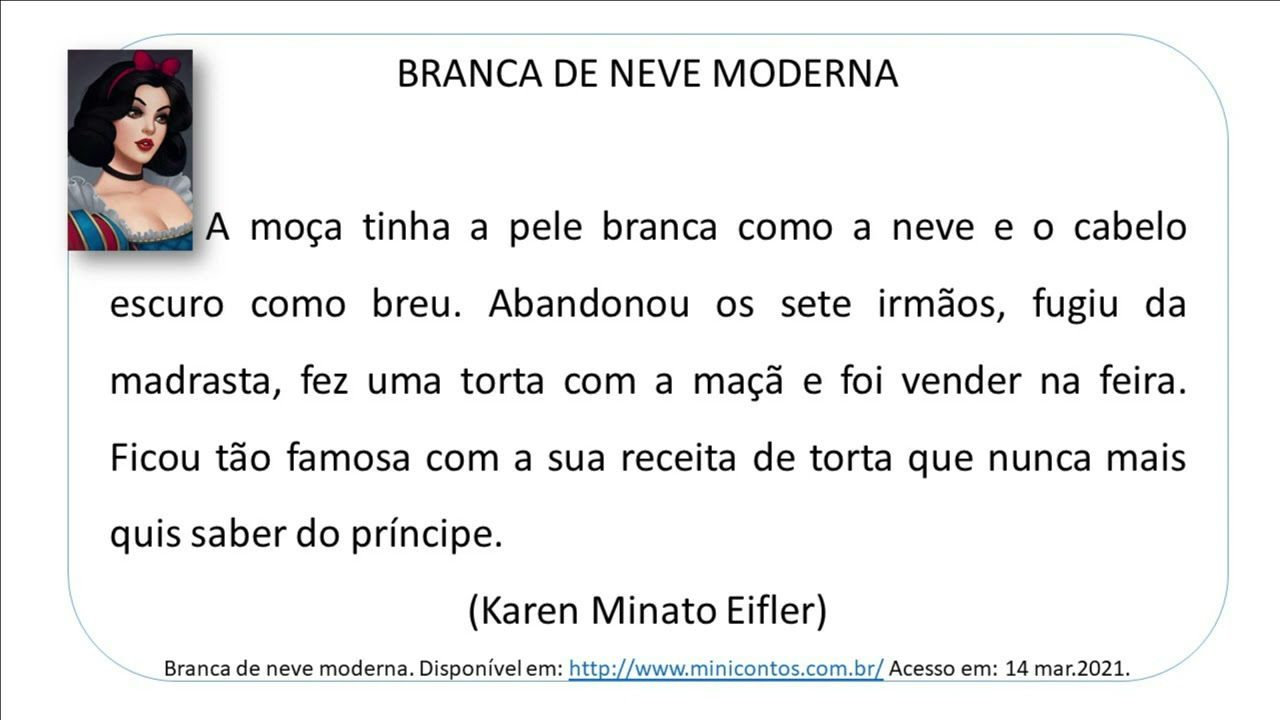 BRANCA DE NEVE MODERNA
A moça tinha a pele branca como a neve e o cabelo
escuro como breu. Abandonou os sete irmãos, fugiu da
madrasta, fez uma torta com a maçã e foi vender na feira.
Ficou tão famosa com a sua receita de torta que nunca mais
quis saber do príncipe.
(Karen Minato Eifler)
Branca de neve moderna. Disponível em: http://www.minicontos.com.br/ Acesso em: 14 mar.2021.